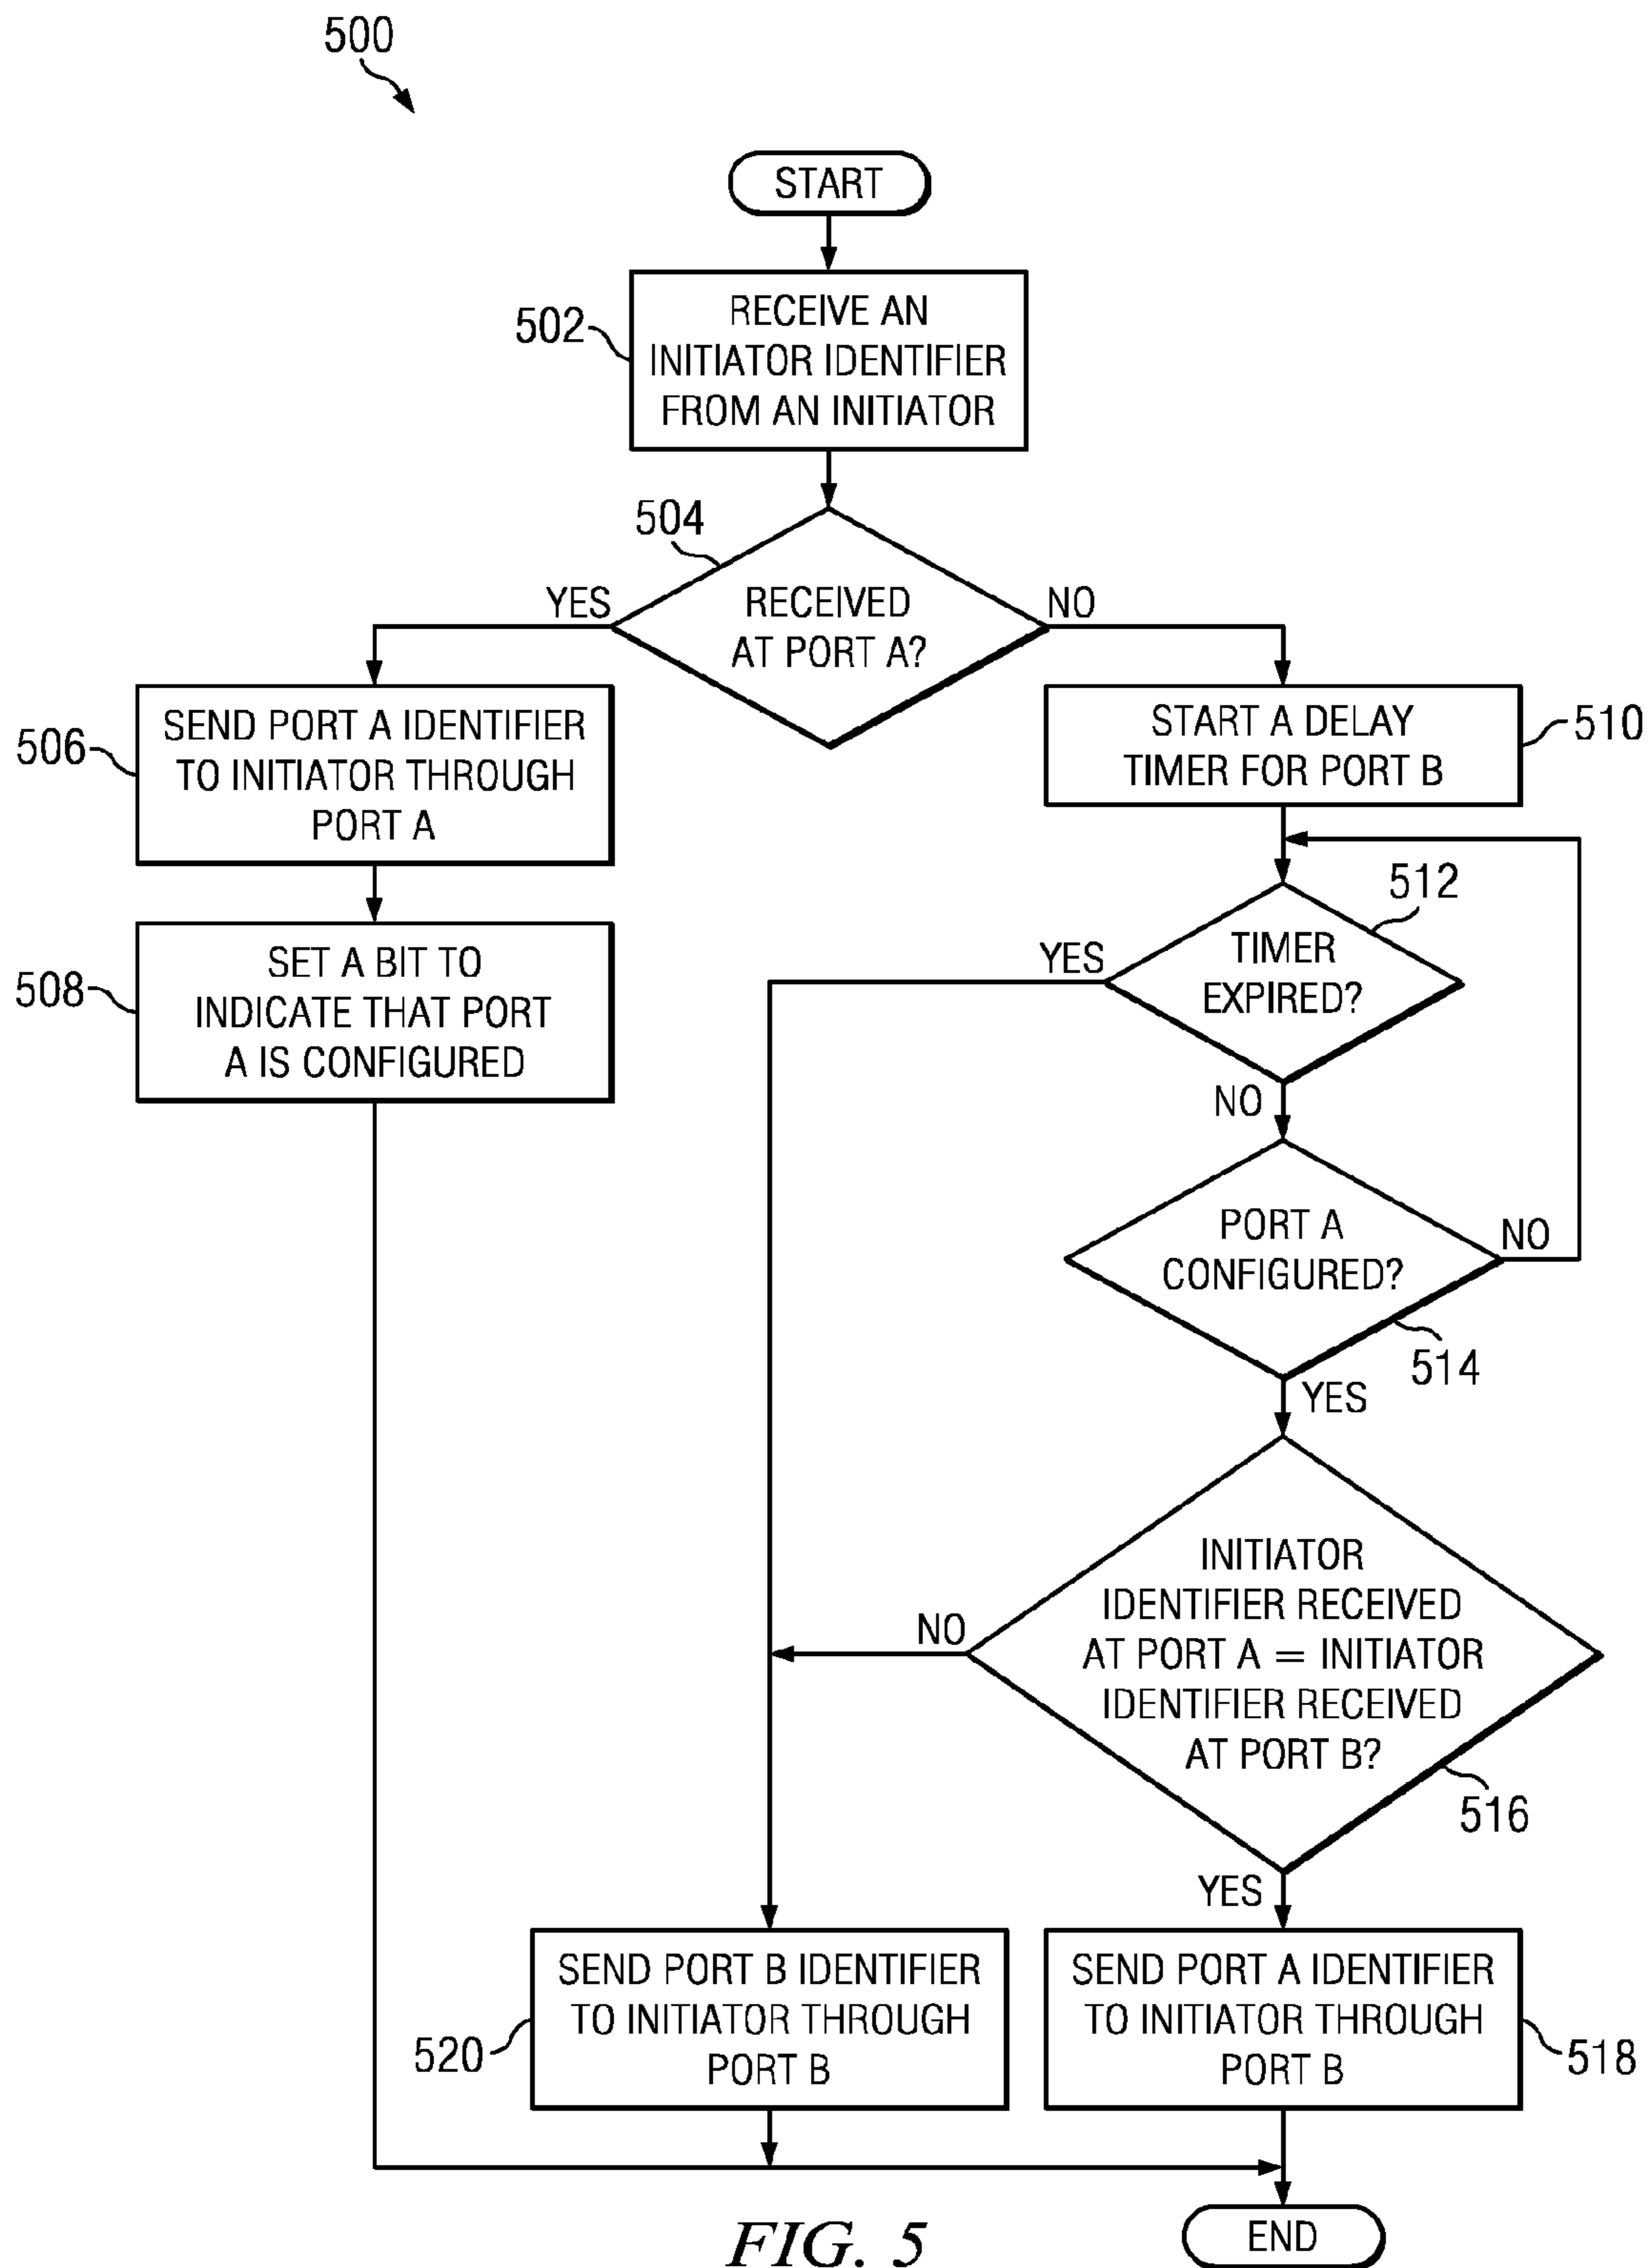 500
START
502
RECEIVE AN
INITIATOR IDENTIFIER
FROM AN INITIATOR
504
YES
RECEIVED
AT PORT A?
NO
506
SEND PORT A IDENTIFIER
TO INITIATOR THROUGH
PORT A
START A DELAY
TIMER FOR PORT B
510
508
SET A BIT TO
INDICATE THAT PORT
A IS CONFIGURED
512
YES
TIMER
EXPIRED?
NO
PORT A
CONFIGURED?
NO
514
YES
INITIATOR
IDENTIFIER RECEIVED
AT PORT A = INITIATOR
IDENTIFIER RECEIVED
AT PORT B?
NO
516
YES
520
SEND PORT B IDENTIFIER
TO INITIATOR THROUGH
PORT B
SEND PORT A IDENTIFIER
TO INITIATOR THROUGH
PORT B
518
END
FIG. 5